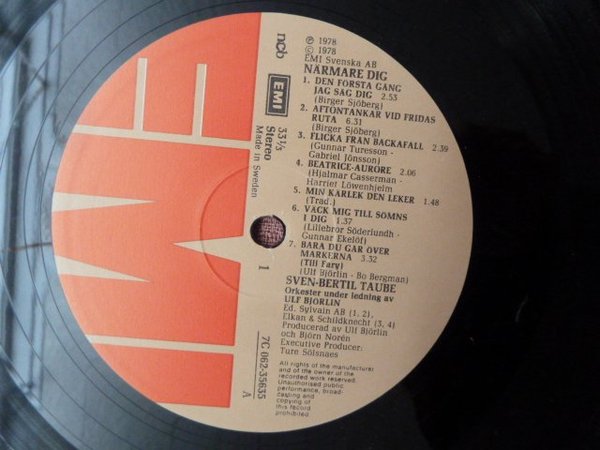 EMI
ncb
EMI
33⅓
Stereo
Made in Sweden
℗ 1978
© 1978
EMI Svenska AB
NÄRMARE DIG
1. DEN FÖRSTA GÅNG
JAG SÅG DIG 2.53
(Birger Sjöberg)
2. AFTONTANKAR VID FRIDAS
RUTA 6.31
(Birger Sjöberg)
3. FLICKA FRÅN BACKAFALL 2.39
(Gunnar Turesson -
Gabriel Jönsson)
4. BEATRICE-AURORE 2.06
(Hjalmar Casserman -
Harriet Löwenhjelm
5. MIN KÄRLEK DEN LEKER 1.48
(Trad.)
6. VÄCK MIG TILL SÖMNS
I DIG 1.37
(Lillebror Söderlundh -
Gunnar Ekelöf)
7. BARA DU GÅR ÖVER
MARKERNA 3.32
(Till Fary)
(Ulf Björlin - Bo Bergman)
SVEN-BERTIL TAUBE
Orkester under ledning av
ULF BJÖRLIN
Ed. Sylvain AB (1, 2),
Elkan & Schildknecht (3, 4)
Producerad av Ulf Björlin
och Björn Norén
Executive Producer:
Ture Sölsnaes
7C 062-35635
A
All rights of the manufacturer
and of the owner of the
recorded work reserved.
Unauthorised public
performance, broad-
casting and
copying of
this record
prohibited